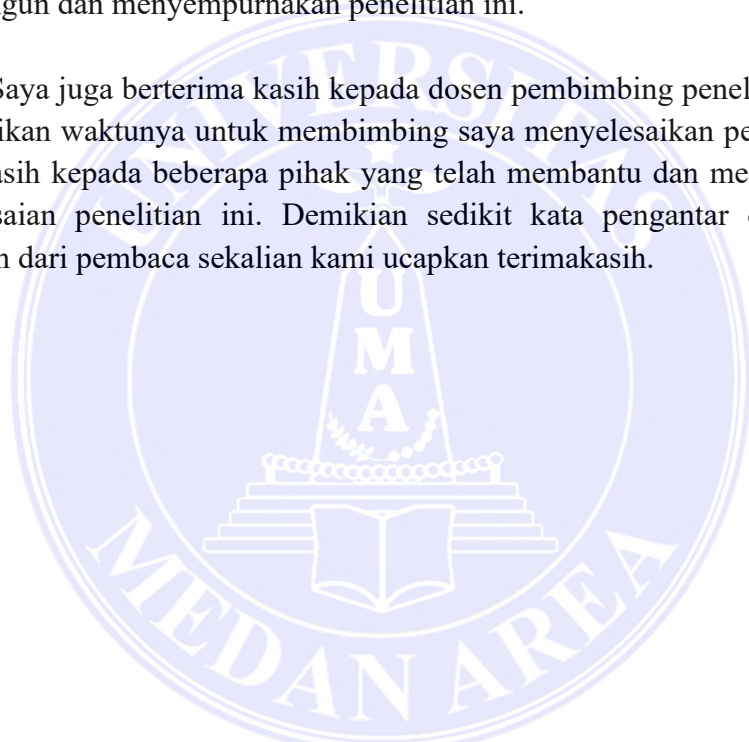 gun dan menyempurnakan penelitian ini.
Saya juga berterima kasih kepada dosen pembimbing penel
ikan waktunya untuk membimbing saya menyelesaikan pe
asih kepada beberapa pihak yang telah membantu dan me
saian penelitian ini. Demikian sedikit kata pengantar
dari pembaca sekalian kami ucapkan terimakasih.
UNIVERSITAS
UMA
MEDAN AREA